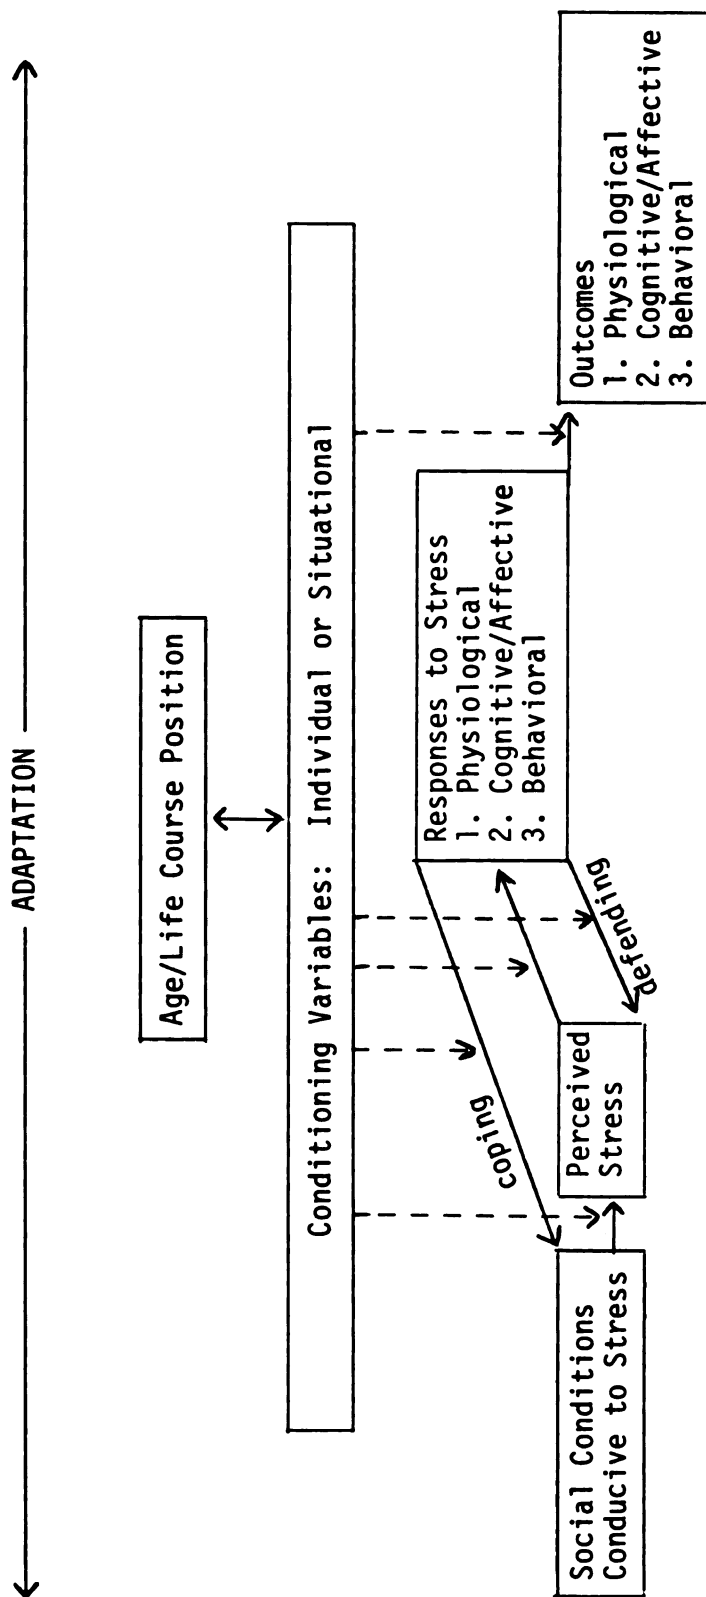 ADAPTATION
Age/Life Course Position
Conditioning Variables: Individual or Situational
coping
defending
Social Conditions
Conducive to Stress
Perceived
Stress
Responses to Stress
1. Physiological
2. Cognitive/Affective
3. Behavioral
Outcomes
1. Physiological
2. Cognitive/Affective
3. Behavioral